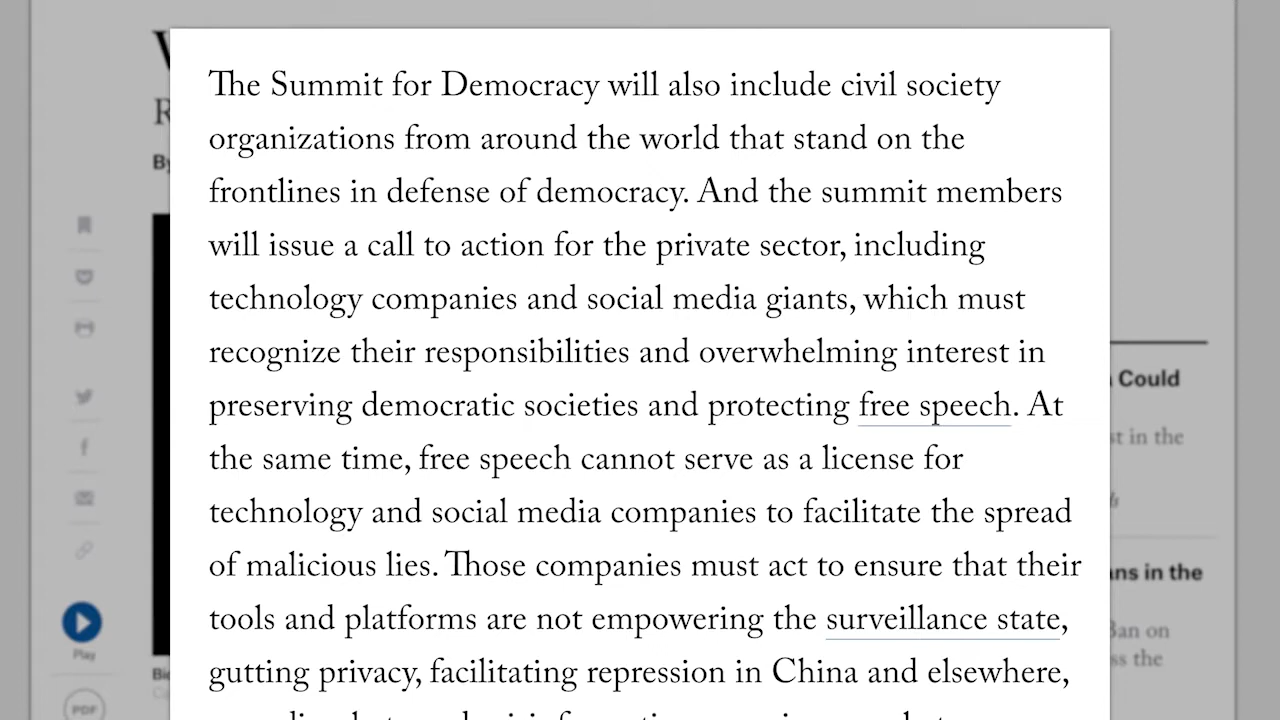 The Summit for Democracy will also include civil society
organizations from around the world that stand on the
frontlines in defense of democracy. And the summit members
will issue a call to action for the private sector, including
technology companies and social media giants, which must
recognize their responsibilities and overwhelming interest in
preserving democratic societies and protecting free speech. At
the same time, free speech cannot serve as a license for
technology and social media companies to facilitate the spread
of malicious lies. Those companies must act to ensure that their
tools and platforms are not empowering the surveillance state,
gutting privacy, facilitating repression in China and elsewhere,
Play
PDF
Could
st in the
ans in the
Ban on
ss the